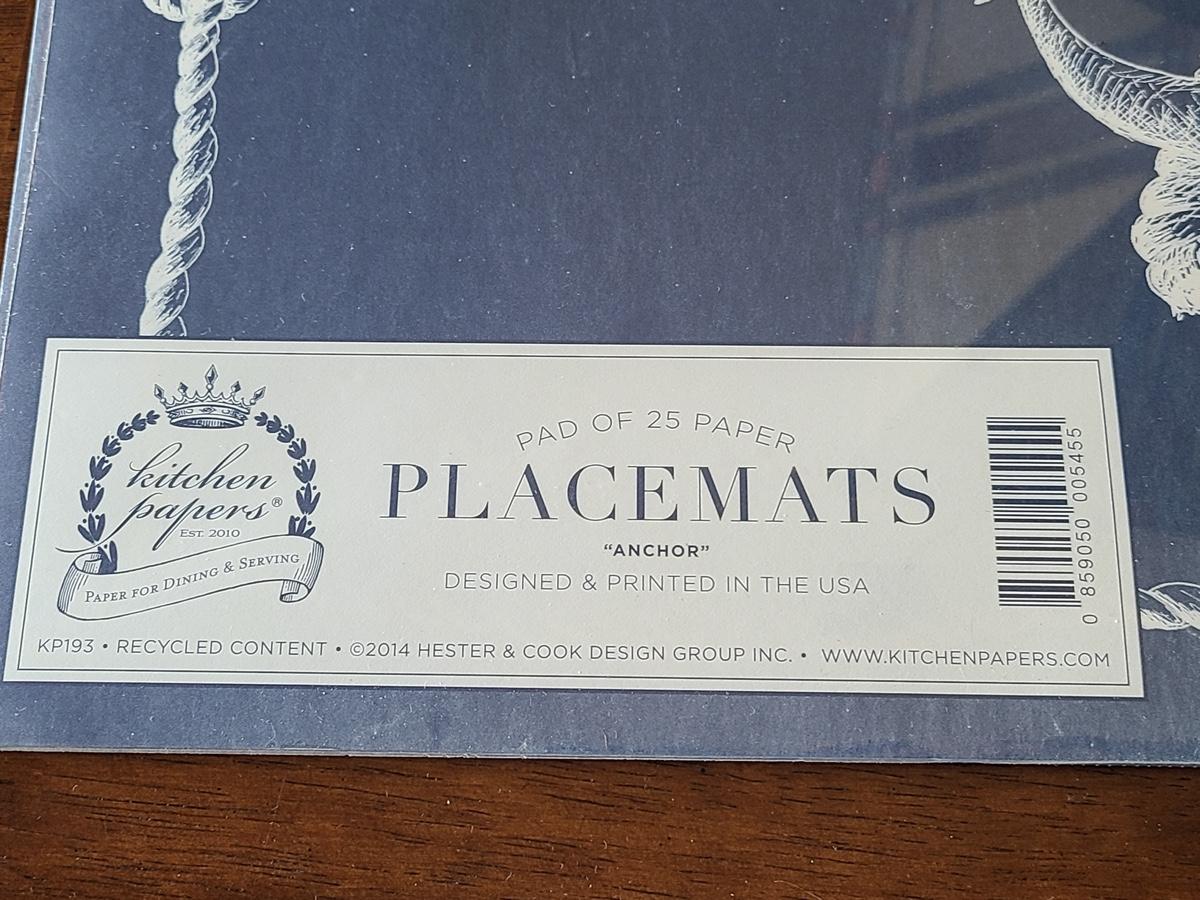 kitchen
papers®
EST. 2010
PAPER FOR DINING & SERVING
PAD OF 25 PAPER
PLACEMATS
“ANCHOR”
DESIGNED & PRINTED IN THE USA
KP193 • RECYCLED CONTENT • ©2014 HESTER & COOK DESIGN GROUP INC. • WWW.KITCHENPAPERS.COM
0 859050 005455